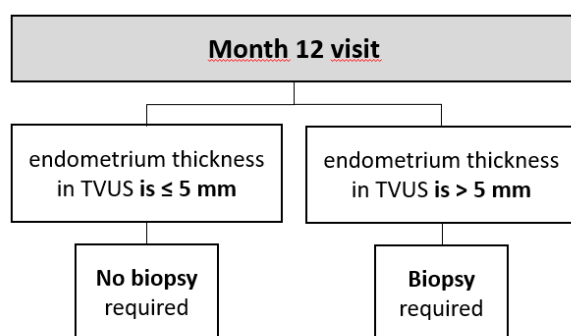 Month 12 visit
endometrium thickness
in TVUS is ≤ 5 mm
endometrium thickness
in TVUS is > 5 mm
No biopsy
required
Biopsy
required